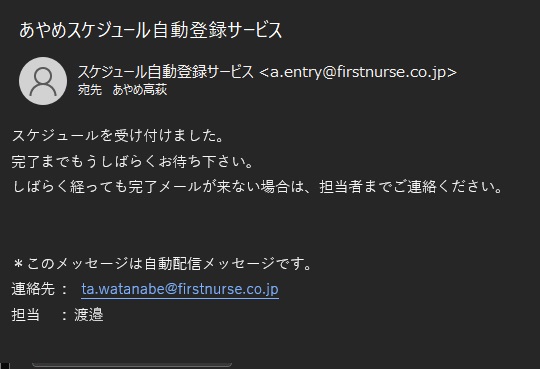 あやめスケジュール自動登録サービス
スケジュール自動登録サービス <a.entry@firstnurse.co.jp>
宛先 あやめ高萩
スケジュールを受け付けました。
完了までもうしばらくお待ち下さい。
しばらく経っても完了メールが来ない場合は、担当者までご連絡ください。
＊このメッセージは自動配信メッセージです。
連絡先： ta.watanabe@firstnurse.co.jp
担当　：渡邉